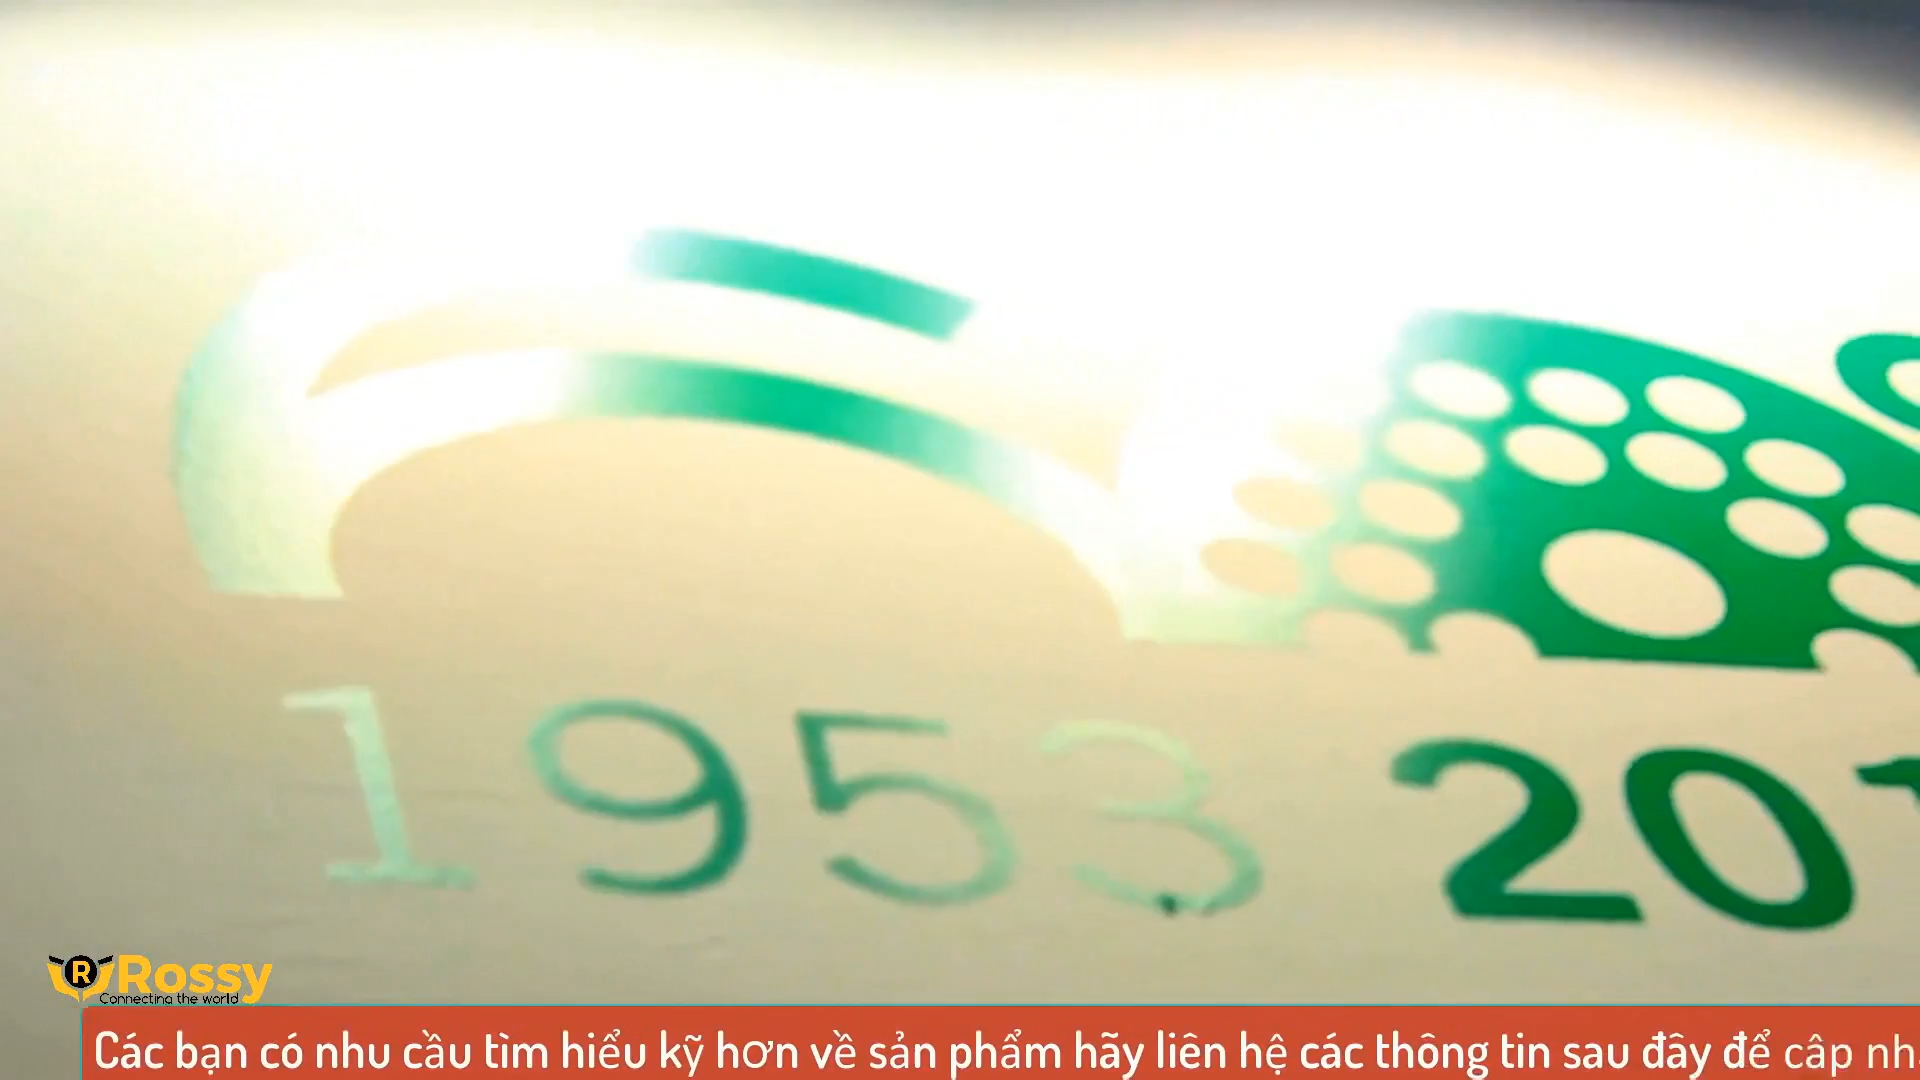 1953 20
Rossy
Connecting the world
Các bạn có nhu cầu tìm hiểu kỹ hơn về sản phẩm hãy liên hệ các thông tin sau đây để câp nh